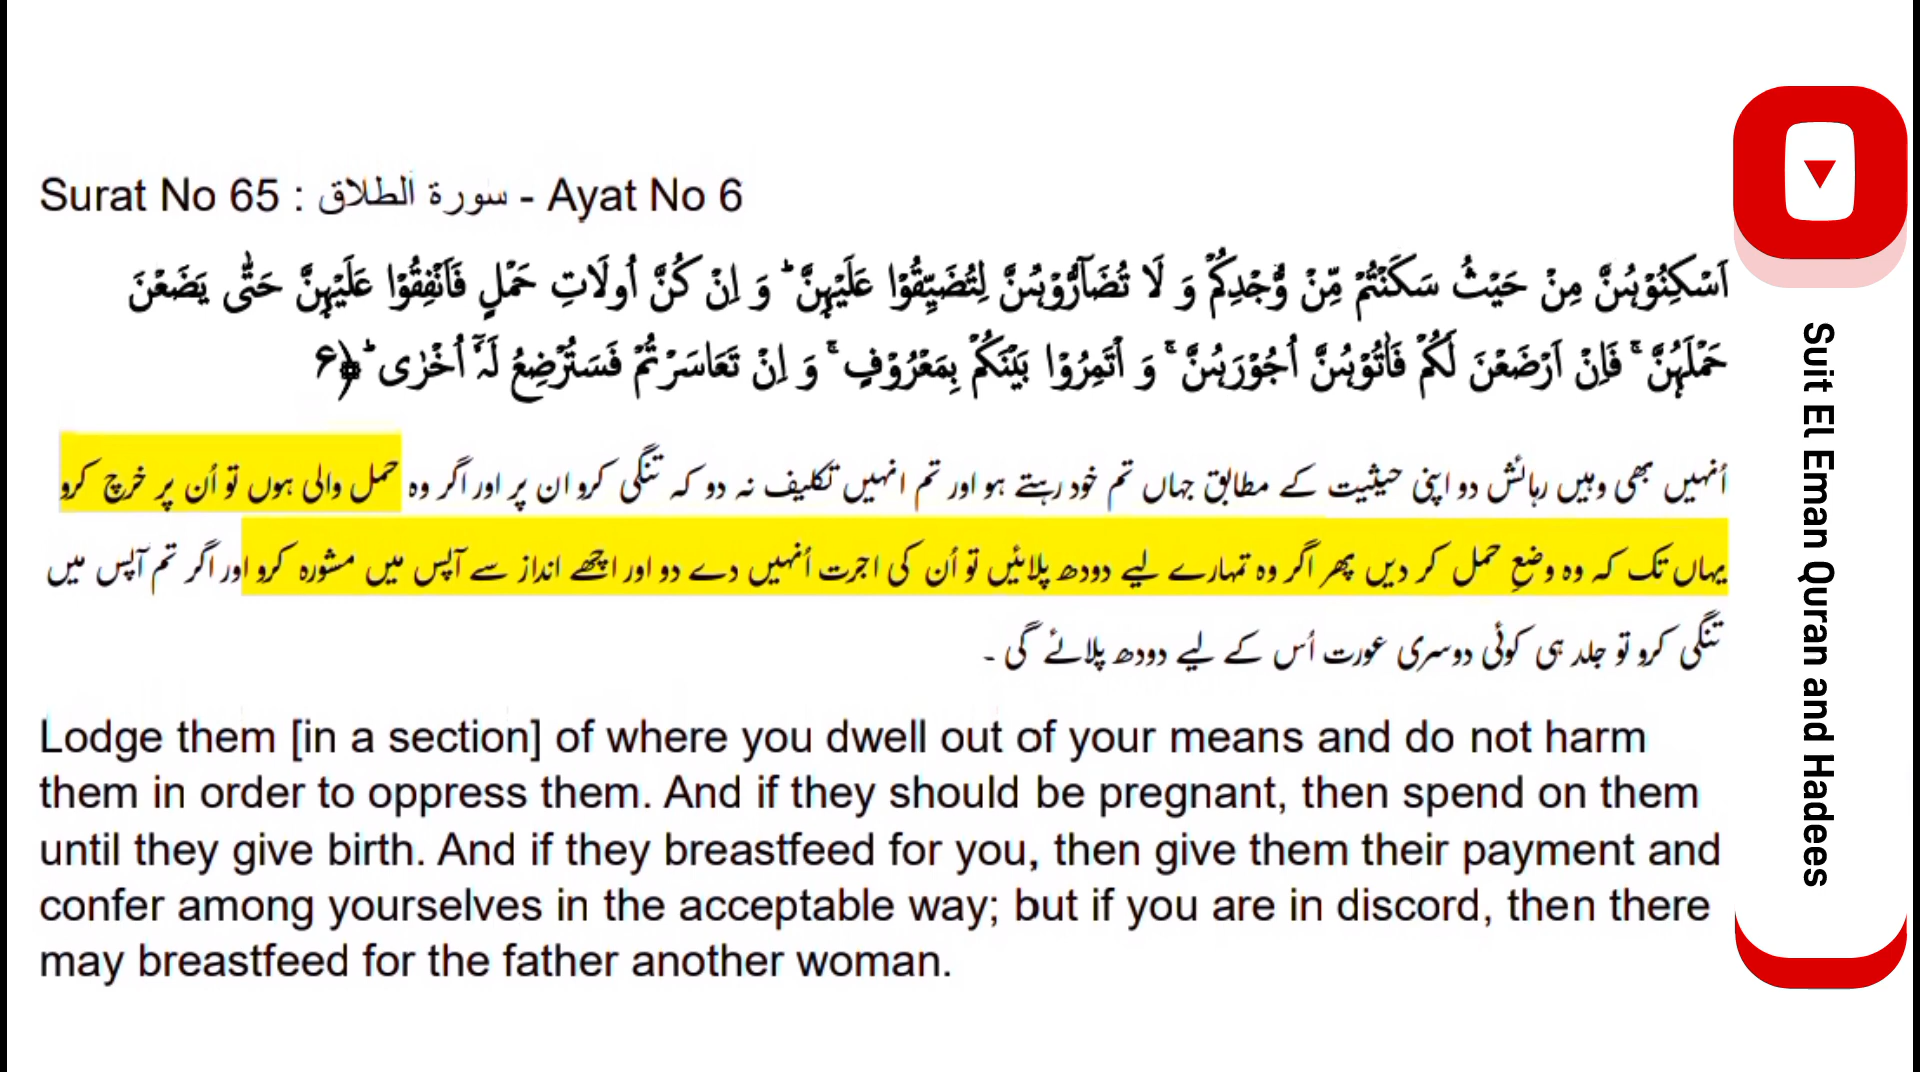 Surat No 65 : سورة الطلاق - Ayat No 6
اَسْكِنُوْہُنَّ مِنْ حَيْثُ سَكَنْتُمْ مِّنْ وُّجْدِكُمْ وَ لَا تُضَآرُّوْہُنَّ لِتُضَيِّقُوْا عَلَيْہِنَّ ؕ وَ اِنْ كُنَّ اُولَاتِ حَمْلٍ فَاَنْفِقُوْا عَلَيْہِنَّ حَتّٰى يَضَعْنَ
حَمْلَہُنَّ ۚ فَاِنْ اَرْضَعْنَ لَكُمْ فَاٰتُوْہُنَّ اُجُوْرَہُنَّ ۚ وَ اْتَمِرُوْا بَيْنَكُمْ بِمَعْرُوْفٍ ۚ وَ اِنْ تَعَاسَرْتُمْ فَسَتُرْضِعُ لَہٗۤ اُخْرٰى ؕ﴿۶
اُنہیں بھی وہیں رہائش دو اپنی حیثیت کے مطابق جہاں تم خود رہتے ہو اور تم انہیں تکلیف نہ دو کہ تنگی کرو ان پر اور اگر وہ حمل والی ہوں تو اُن پر خرچ کرو
یہاں تک کہ وہ وضعِ حمل کر دیں پھر اگر وہ تمہارے لیے دودھ پلائیں تو اُن کی اجرت اُنہیں دے دو اور اچھے انداز سے آپس میں مشورہ کرو اور اگر تم آپس میں
تنگی کرو تو جلد ہی کوئی دوسری عورت اُس کے لیے دودھ پلائے گی ۔
Lodge them [in a section] of where you dwell out of your means and do not harm
them in order to oppress them. And if they should be pregnant, then spend on them
until they give birth. And if they breastfeed for you, then give them their payment and
confer among yourselves in the acceptable way; but if you are in discord, then there
may breastfeed for the father another woman.
Suit El Eman Quran and Hadees